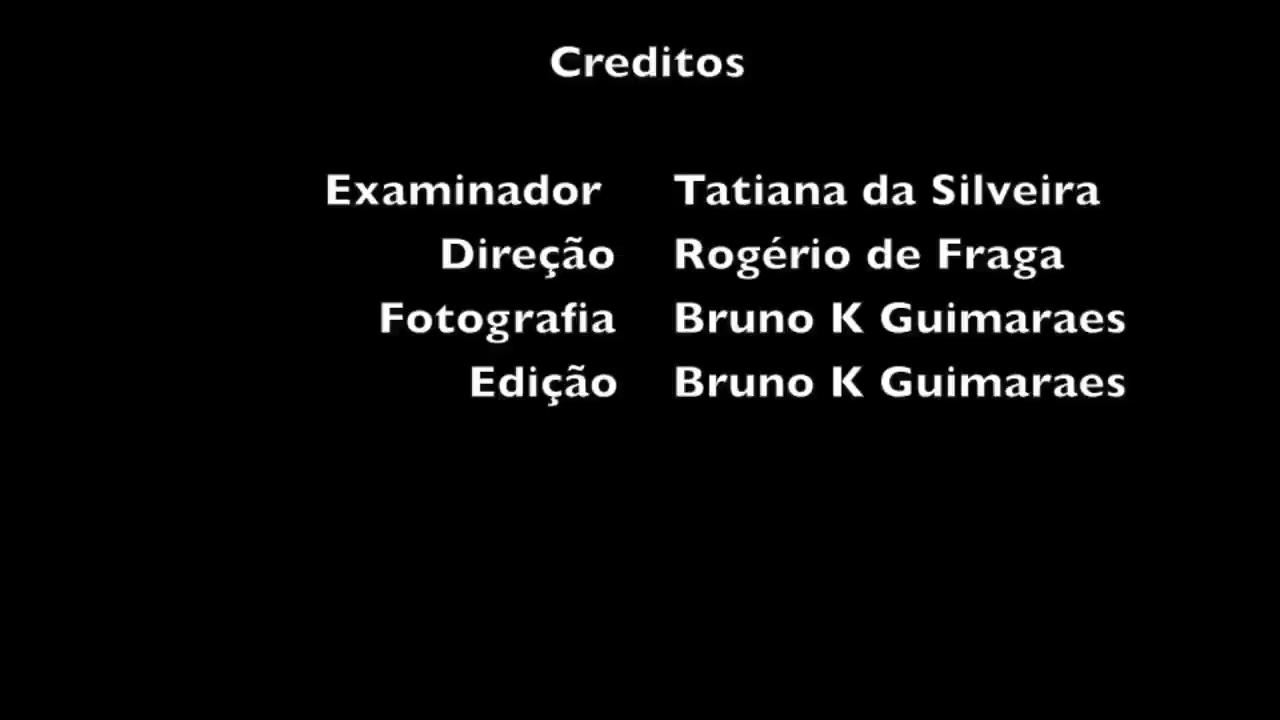 Creditos
Examinador Tatiana da Silveira
Direção Rogério de Fraga
Fotografia Bruno K Guimaraes
Edição Bruno K Guimaraes